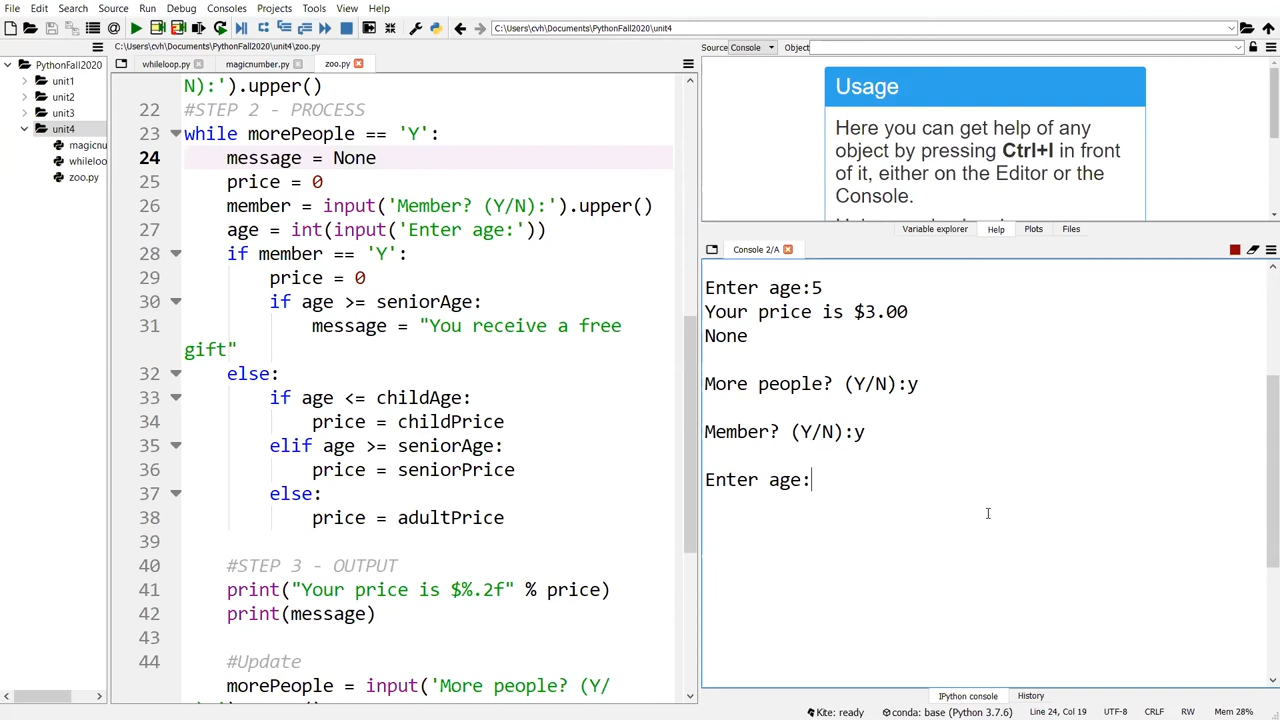 File Edit Search Source Run Debug Consoles Projects Tools View Help
C:\Users\cvh\Documents\PythonFall2020\unit4
C:\Users\cvh\Documents\PythonFall2020\unit4\zoo.py
PythonFall2020
unit1
unit2
unit3
unit4
magicnu
whileloo
zoo.py
whileloop.py
magicnumber.py
zoo.py
N):').upper()
22 #STEP 2 - PROCESS
23 while morePeople == 'Y':
24 message = None
25 price = 0
26 member = input('Member? (Y/N):').upper()
27 age = int(input('Enter age:'))
28 if member == 'Y':
29 price = 0
30 if age >= seniorAge:
31 message = "You receive a free
gift"
32 else:
33 if age <= childAge:
34 price = childPrice
35 elif age >= seniorAge:
36 price = seniorPrice
37 else:
38 price = adultPrice
39
40 #STEP 3 - OUTPUT
41 print("Your price is $%.2f" % price)
42 print(message)
43
44 #Update
morePeople = input('More people? (Y/
Source Console Object
Usage
Here you can get help of any
object by pressing Ctrl+I in front
of it, either on the Editor or the
Console.
Variable explorer Help Plots Files
Console 2/A
Enter age:5
Your price is $3.00
None
More people? (Y/N):y
Member? (Y/N):y
Enter age:
IPython console History
Kite: ready conda: base (Python 3.7.6) Line 24, Col 19 UTF-8 CRLF RW Mem 28%